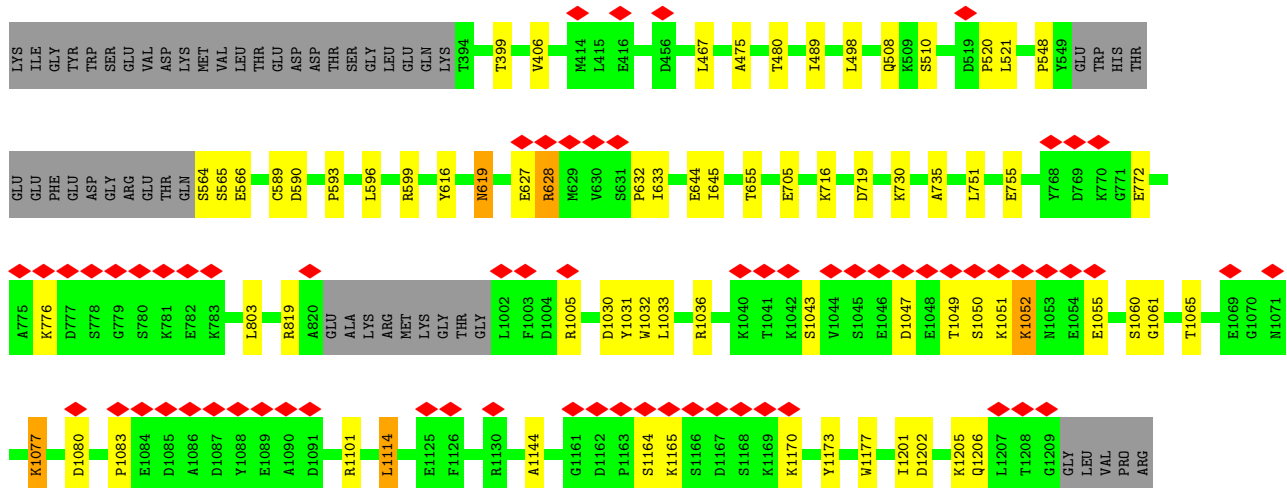 LYS ILE GLY TYR TRP SER GLU VAL ASP LYS MET VAL LEU THR GLU ASP ASP THR SER GLY LEU GLU GLN LYS T394 T399 V406 M414 L415 E416 D456 L467 A475 T480 I489 L498 Q508 K509 S510 D519 P520 L521 P548 Y549 GLU TRP HIS THR
GLU GLU PHE GLU ASP GLY ARG GLU THR GLN S564 S565 E566 C589 D590 P593 L596 R599 Y616 N619 E627 R628 M629 V630 S631 P632 I633 E644 I645 T655 E705 K716 D719 K730 A735 L751 E755 Y768 D769 K770 G771 E772
A775 K776 D777 S778 G779 S780 K781 E782 K783 L803 R819 A820 GLU ALA LYS ARG MET LYS GLY THR GLY L1002 F1003 D1004 R1005 D1030 Y1031 W1032 L1033 R1036 K1040 T1041 K1042 S1043 V1044 S1045 E1046 D1047 E1048 T1049 S1050 K1051 K1052 N1053 E1054 E1055 S1060 G1061 T1065 E1069 G1070 N1071
K1077 D1080 P1083 E1084 D1085 A1086 D1087 Y1088 E1089 A1090 D1091 R1101 L1114 E1125 F1126 R1130 A1144 G1161 D1162 P1163 S1164 K1165 S1166 D1167 S1168 K1169 K1170 Y1173 W1177 I1201 D1202 K1205 Q1206 L1207 T1208 G1209 GLY LEU VAL PRO ARG